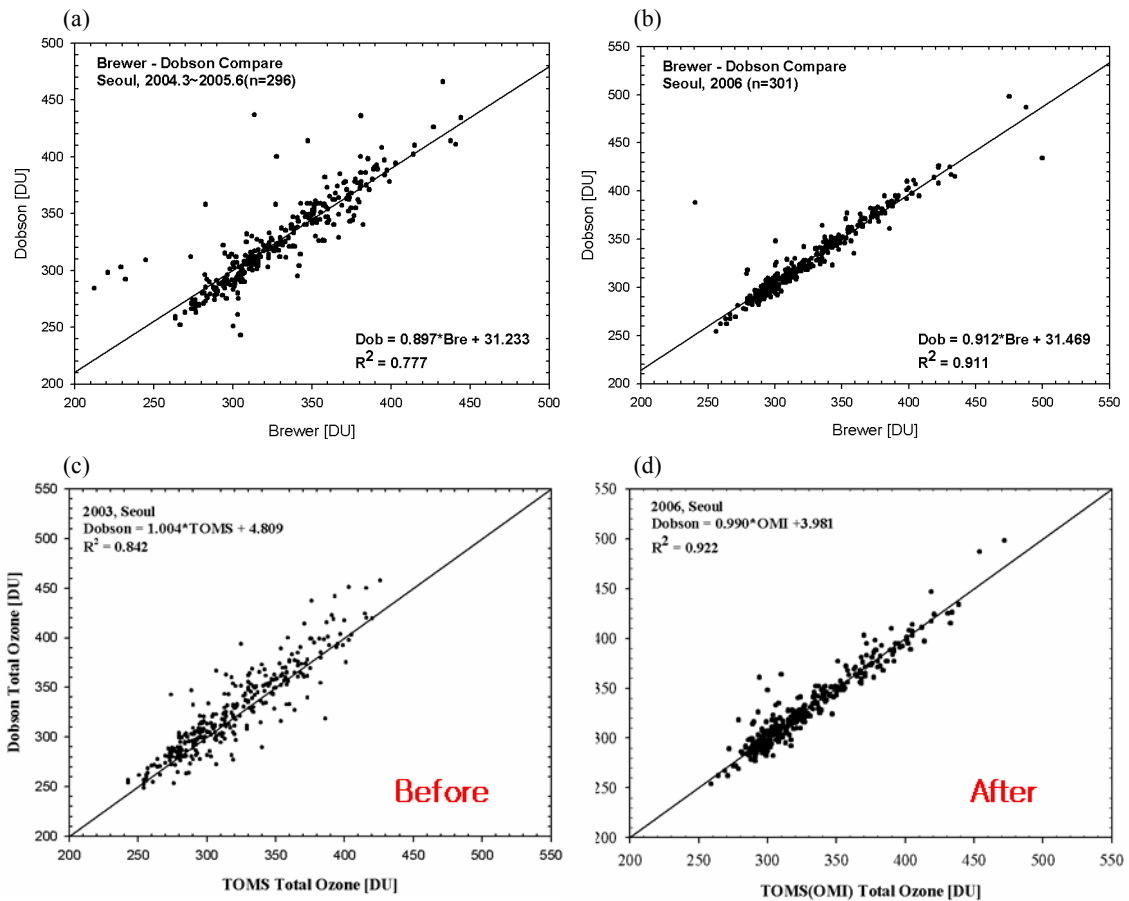 (a)
500
450
400
350
300
250
200
200 250 300 350 400 450 500
Dobson [DU]
Brewer [DU]
Brewer - Dobson Compare
Seoul, 2004.3~2005.6(n=296)
Dob = 0.897*Bre + 31.233
R² = 0.777
(b)
550
500
450
400
350
300
250
200
200 250 300 350 400 450 500 550
Dobson [DU]
Brewer [DU]
Brewer - Dobson Compare
Seoul, 2006 (n=301)
Dob = 0.912*Bre + 31.469
R² = 0.911
(c)
550
500
450
400
350
300
250
200
200 250 300 350 400 450 500 550
Dobson Total Ozone [DU]
TOMS Total Ozone [DU]
2003, Seoul
Dobson = 1.004*TOMS + 4.809
R² = 0.842
Before
(d)
550
500
450
400
350
300
250
200
200 250 300 350 400 450 500 550
TOMS(OMI) Total Ozone [DU]
2006, Seoul
Dobson = 0.990*OMI +3.981
R² = 0.922
After